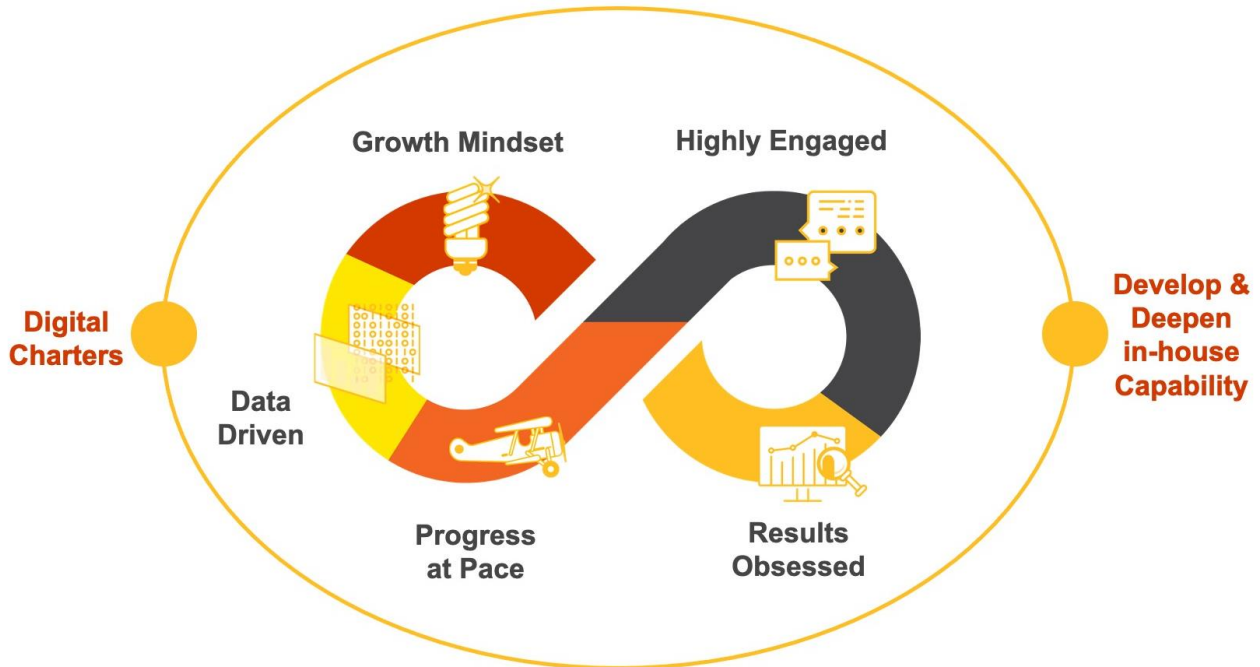 Growth Mindset
Highly Engaged
Digital
Charters
Develop &
Deepen
in-house
Capability
Data
Driven
Progress
at Pace
Results
Obsessed